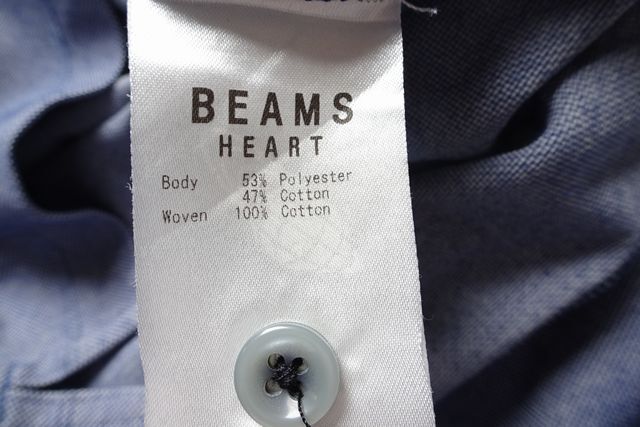 BEAMS
HEART
Body 53% Polyester
47% Cotton
Woven 100% Cotton